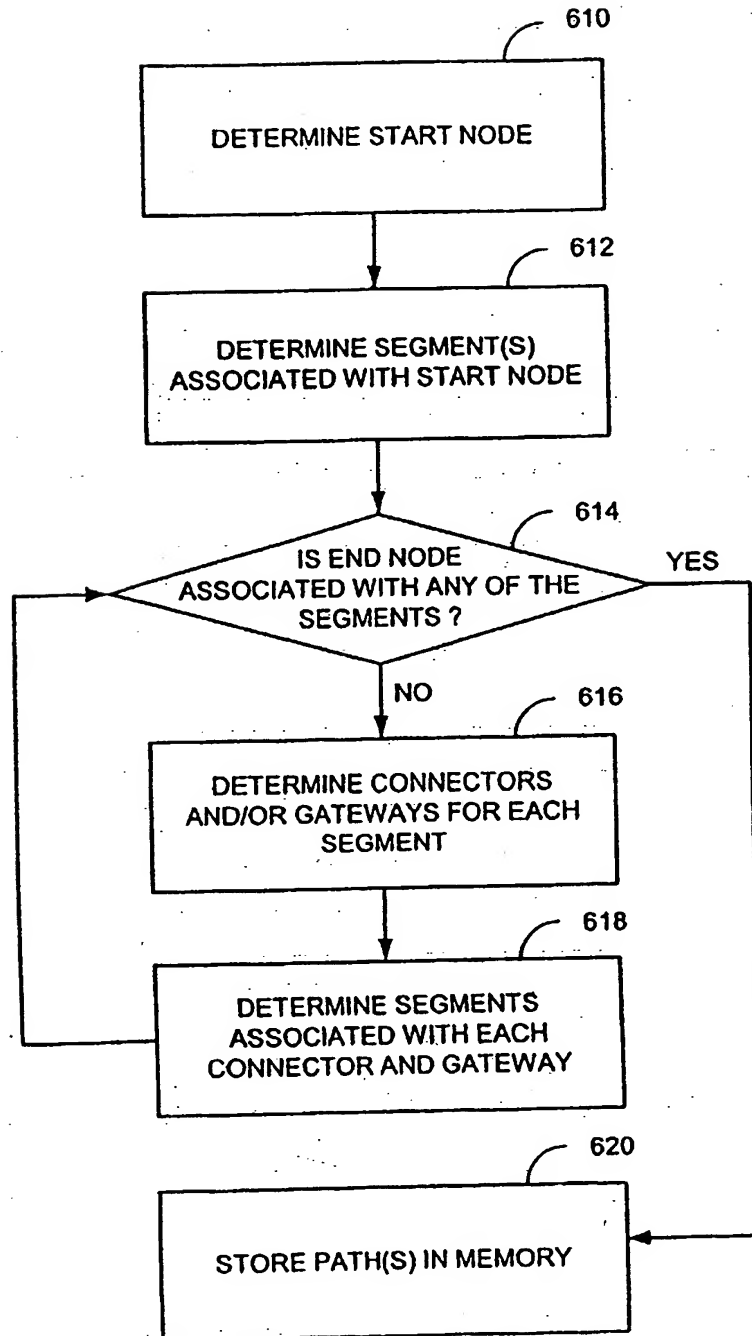 610
DETERMINE START NODE
612
DETERMINE SEGMENT(S)
ASSOCIATED WITH START NODE
614
IS END NODE
ASSOCIATED WITH ANY OF THE
SEGMENTS ?
YES
NO
616
DETERMINE CONNECTORS
AND/OR GATEWAYS FOR EACH
SEGMENT
618
DETERMINE SEGMENTS
ASSOCIATED WITH EACH
CONNECTOR AND GATEWAY
620
STORE PATH(S) IN MEMORY